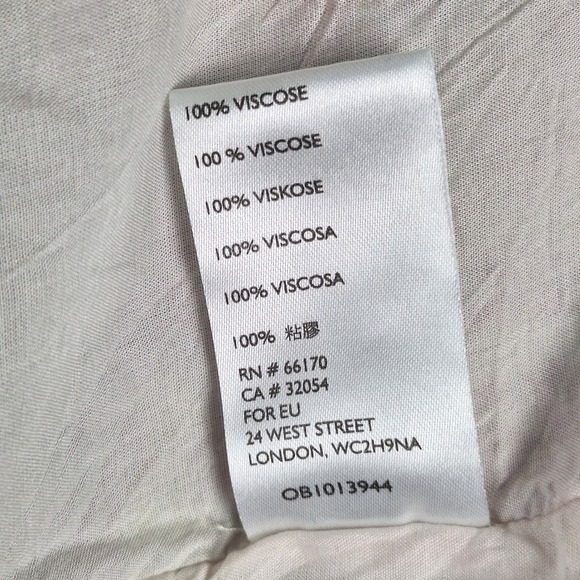 100% VISCOSE
100 % VISCOSE
100% VISKOSE
100% VISCOSA
100% VISCOSA
100% 粘膠
RN # 66170
CA # 32054
FOR EU
24 WEST STREET
LONDON, WC2H9NA
OB1013944